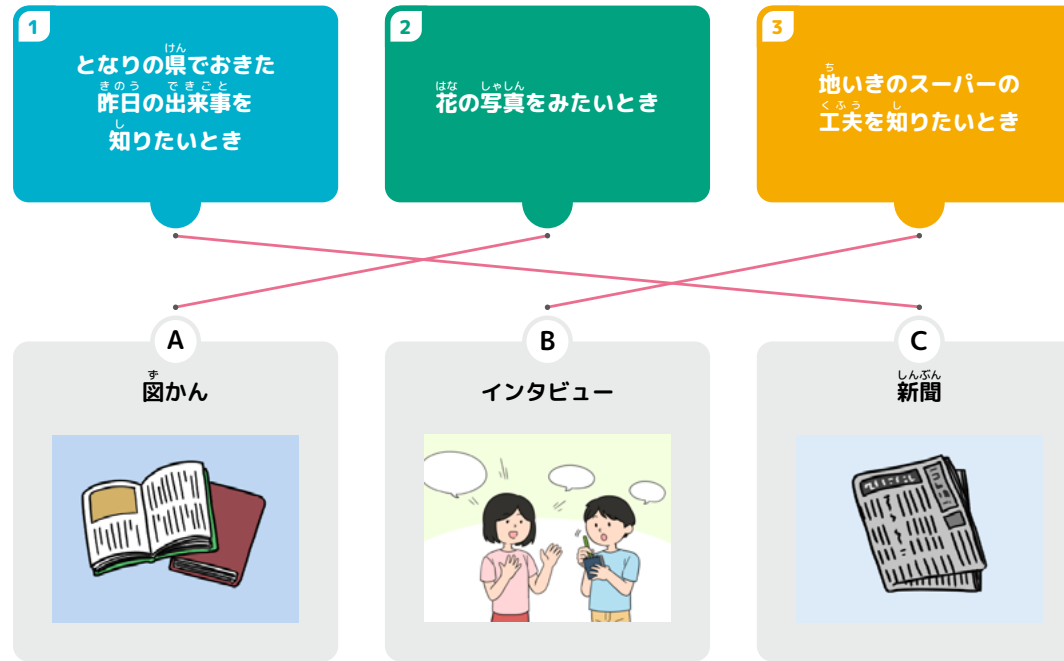 1
となりの県でおきた
昨日の出来事を
知りたいとき
2
花の写真をみたいとき
3
地いきのスーパーの
工夫を知りたいとき
A
図かん
B
インタビュー
C
新聞